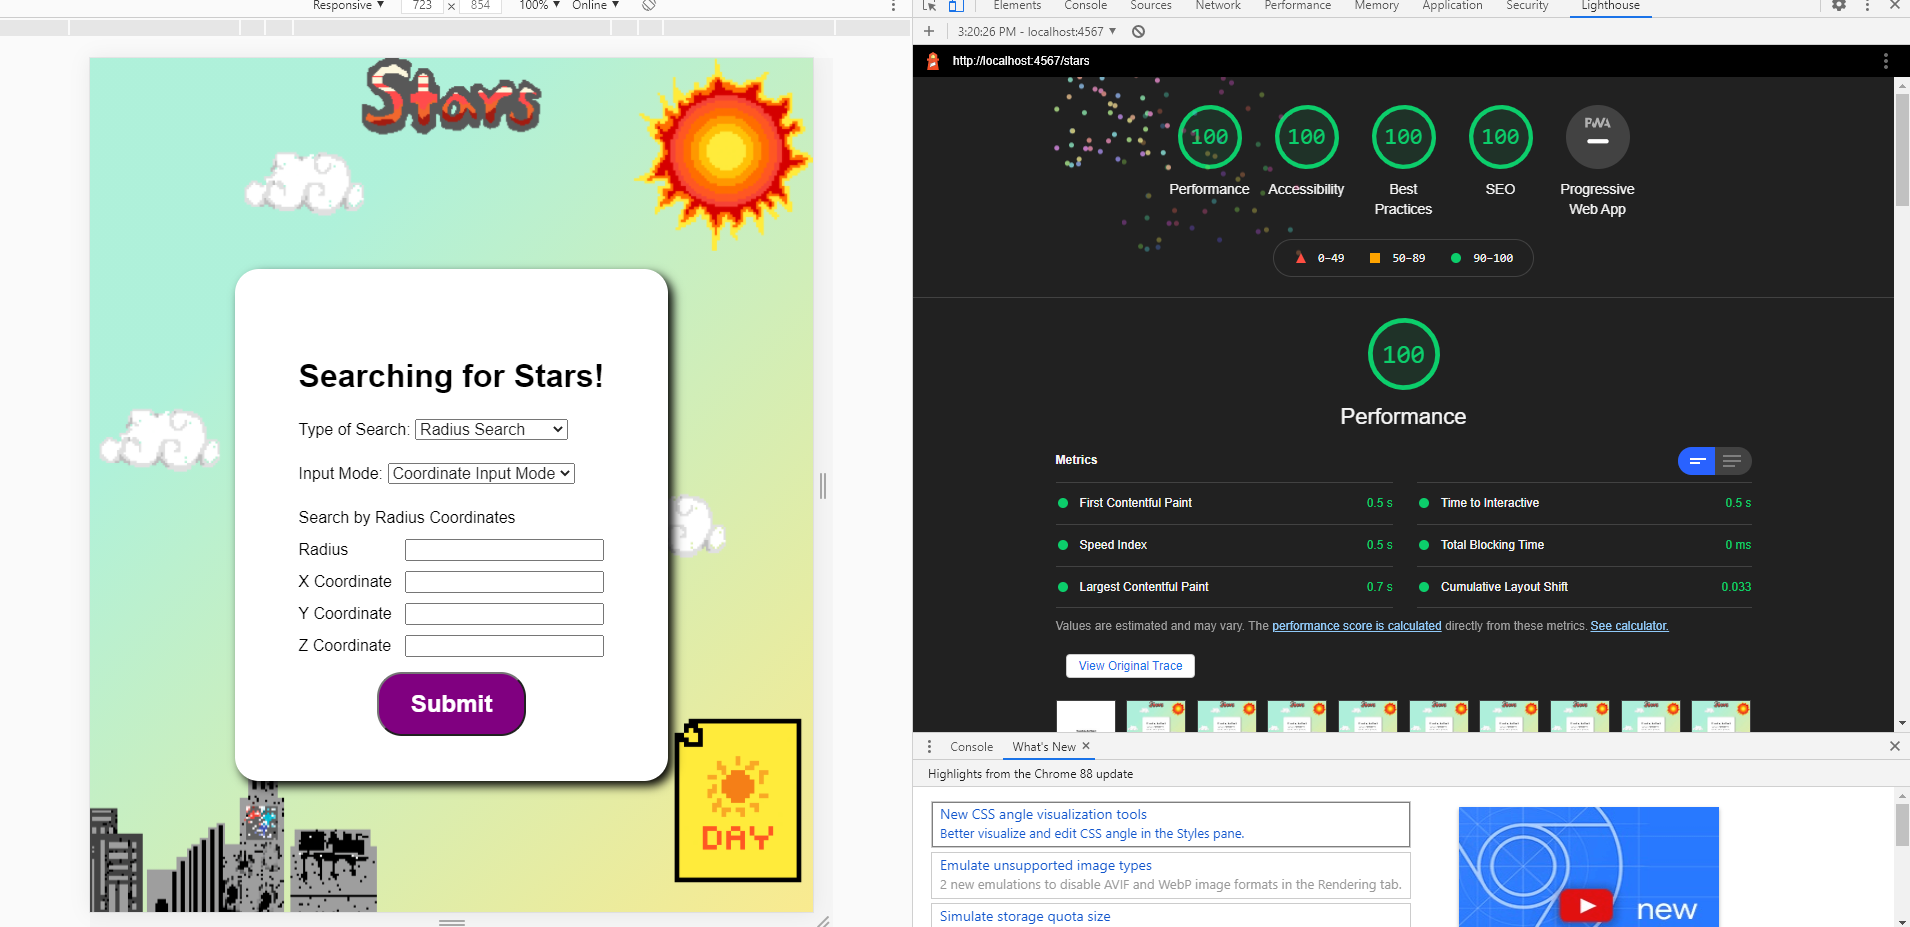 Responsive ▼ 723 × 854 100% ▼ Online ▼
Elements Console Sources Network Performance Memory Application Security Lighthouse
3:20:26 PM - localhost:4567 ▼
http://localhost:4567/stars
Stars
100 100 100 100 PWA
Performance Accessibility Best Practices SEO Progressive Web App
0–49 50–89 90–100
100
Performance
Metrics
First Contentful Paint 0.5 s
Time to Interactive 0.5 s
Speed Index 0.5 s
Total Blocking Time 0 ms
Largest Contentful Paint 0.7 s
Cumulative Layout Shift 0.033
Values are estimated and may vary. The performance score is calculated directly from these metrics. See calculator.
View Original Trace
Searching for Stars!
Type of Search: Radius Search
Input Mode: Coordinate Input Mode
Search by Radius Coordinates
Radius
X Coordinate
Y Coordinate
Z Coordinate
Submit
DAY
Console What's New ×
Highlights from the Chrome 88 update
New CSS angle visualization tools
Better visualize and edit CSS angle in the Styles pane.
Emulate unsupported image types
2 new emulations to disable AVIF and WebP image formats in the Rendering tab.
Simulate storage quota size
new